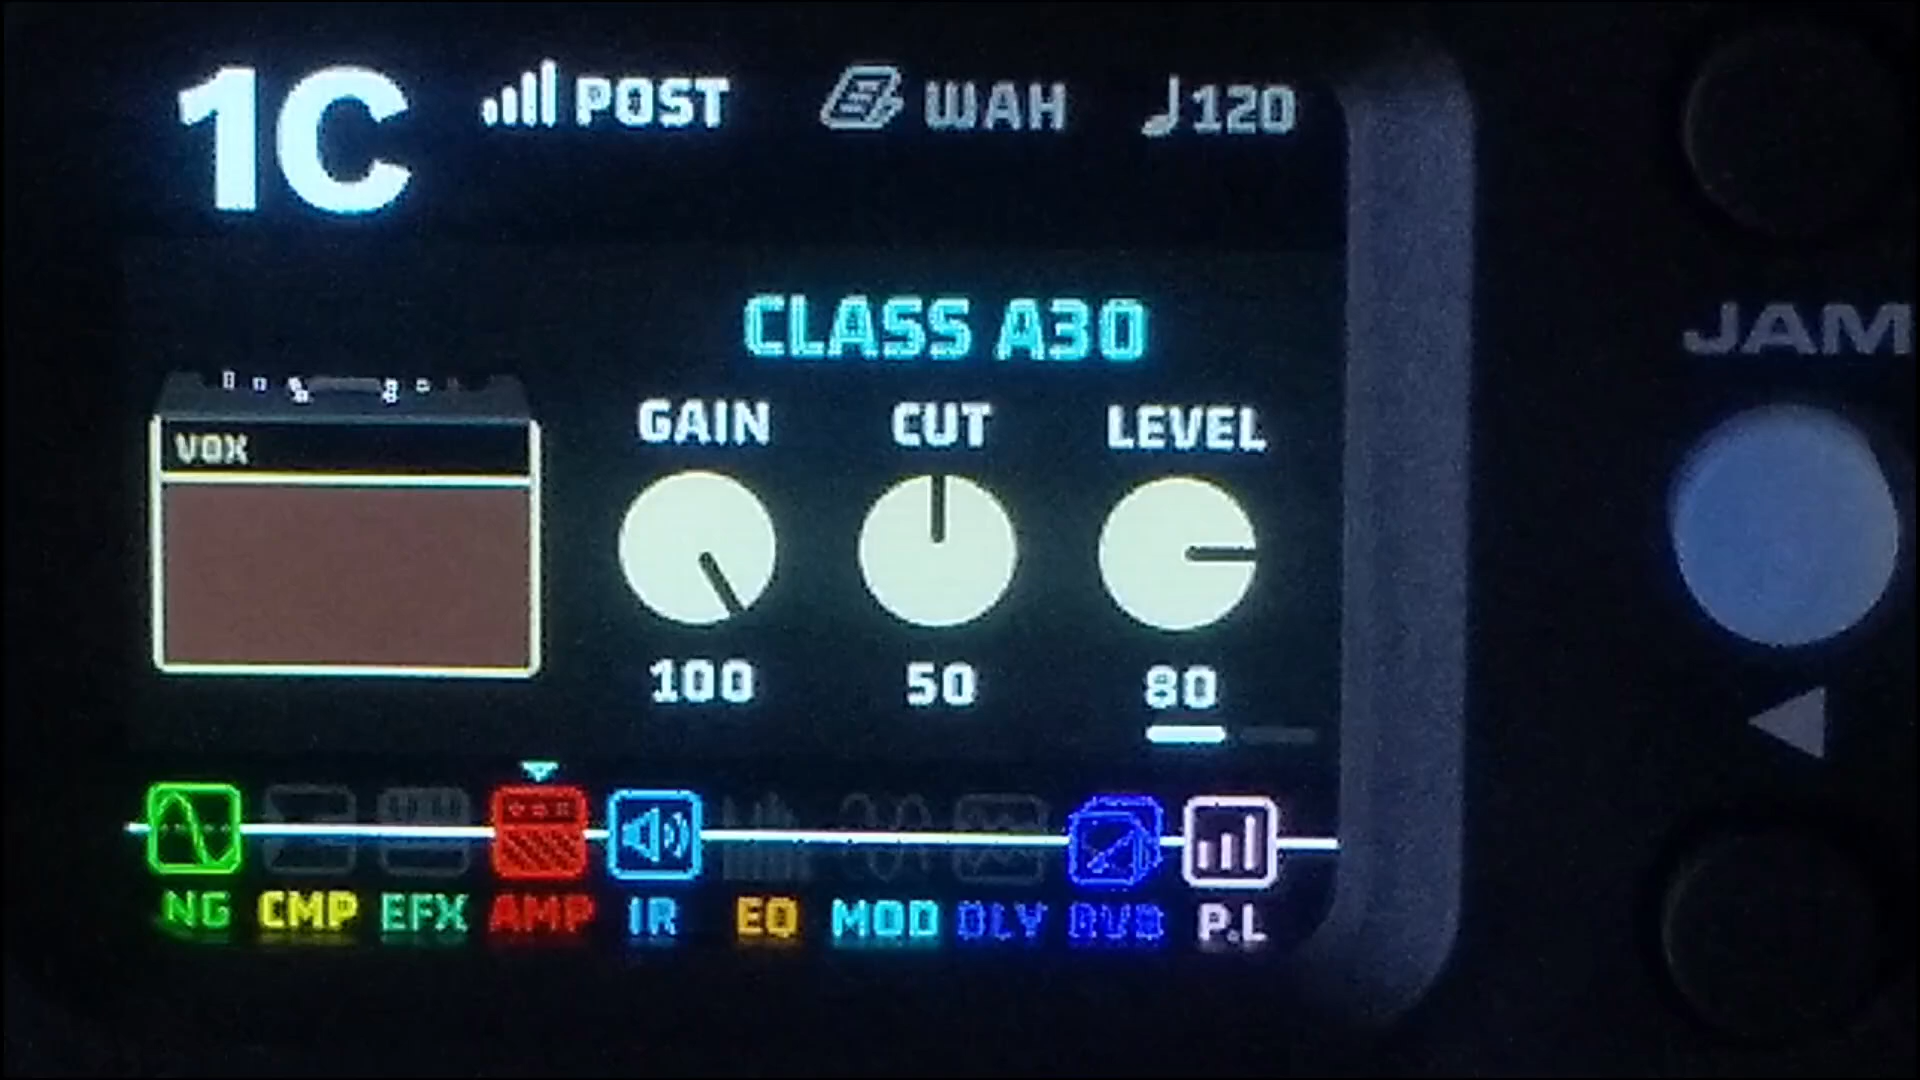 1C POST WAH 120
CLASS A30
JAM
GAIN CUT LEVEL
VOX
100 50 80
NG CMP EFX AMP IR EQ MOD DLY RVB P.L